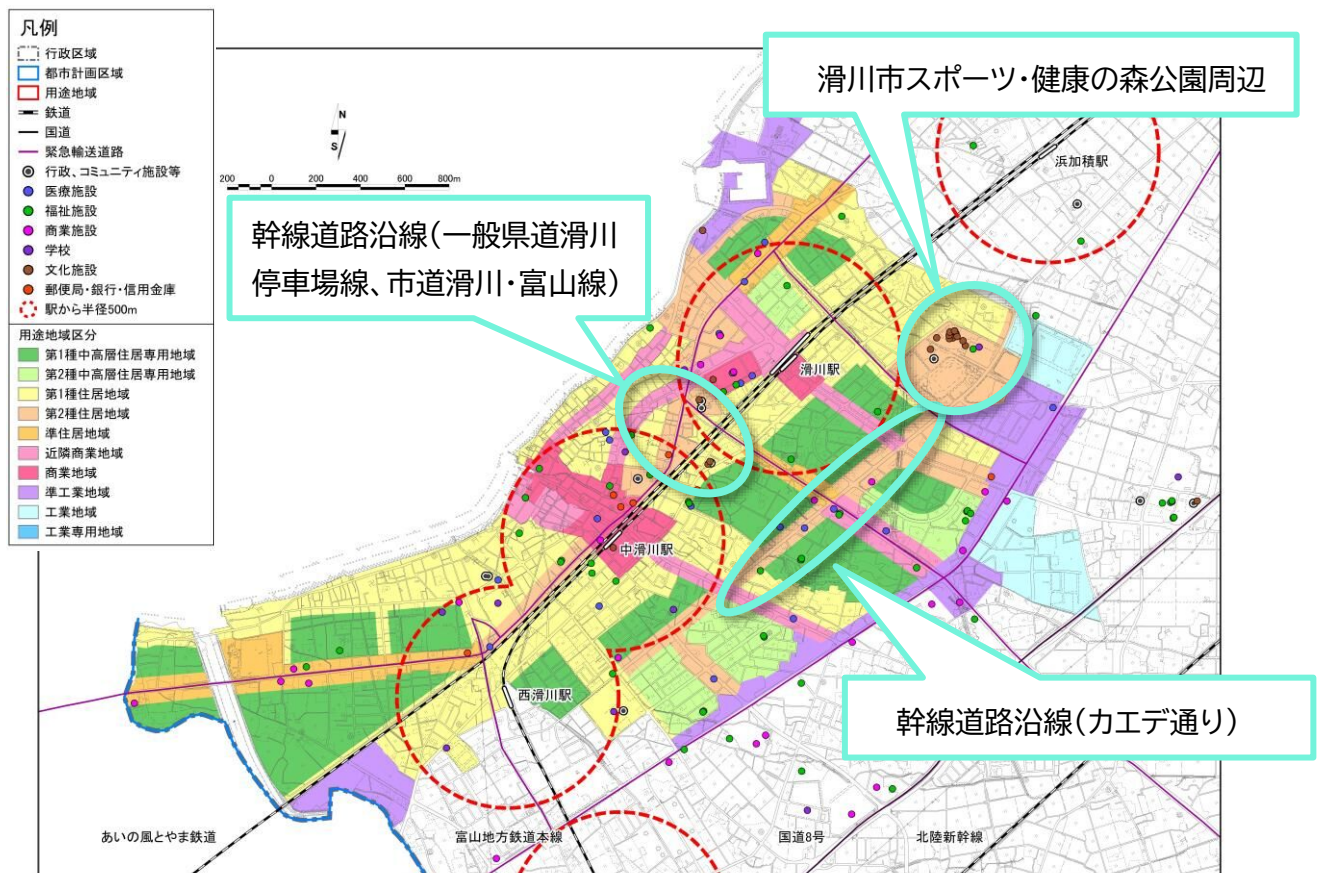 凡例
行政区域
都市計画区域
用途地域
鉄道
国道
緊急輸送道路
行政、コミュニティ施設等
医療施設
福祉施設
商業施設
学校
文化施設
郵便局・銀行・信用金庫
駅から半径500m
用途地域区分
第1種中高層住居専用地域
第2種中高層住居専用地域
第1種住居地域
第2種住居地域
準住居地域
近隣商業地域
商業地域
準工業地域
工業地域
工業専用地域
N
S
200 0 200 400 600 800m
滑川市スポーツ・健康の森公園周辺
幹線道路沿線(一般県道滑川
停車場線、市道滑川・富山線)
浜加積駅
滑川駅
中滑川駅
西滑川駅
幹線道路沿線(カエデ通り)
あいの風とやま鉄道
富山地方鉄道本線
国道8号
北陸新幹線